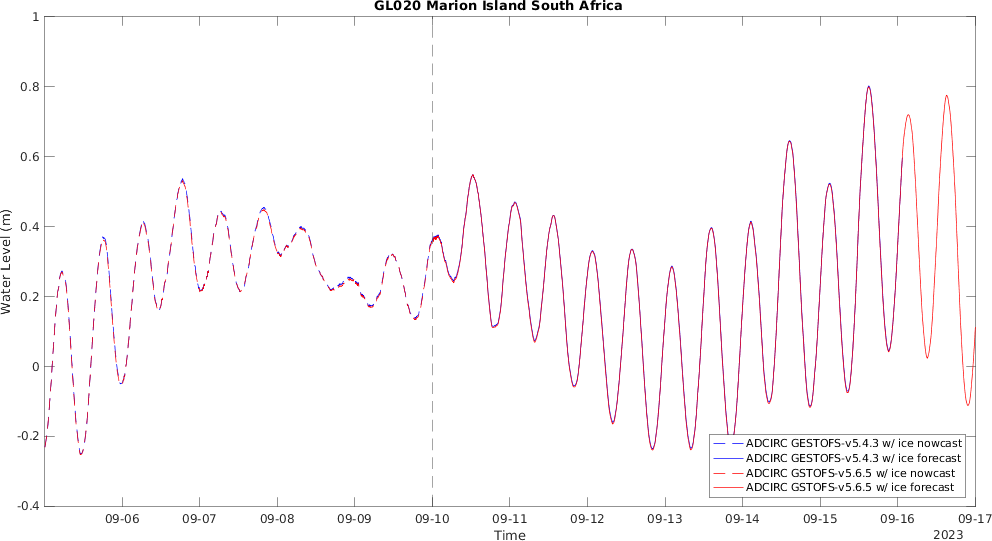 GL020 Marion Island South Africa
Water Level (m)
1
0.8
0.6
0.4
0.2
0
-0.2
-0.4
ADCIRC GESTOFS-v5.4.3 w/ ice nowcast
ADCIRC GESTOFS-v5.4.3 w/ ice forecast
ADCIRC GSTOFS-v5.6.5 w/ ice nowcast
ADCIRC GSTOFS-v5.6.5 w/ ice forecast
09-06 09-07 09-08 09-09 09-10 09-11 09-12 09-13 09-14 09-15 09-16 09-17
Time
2023